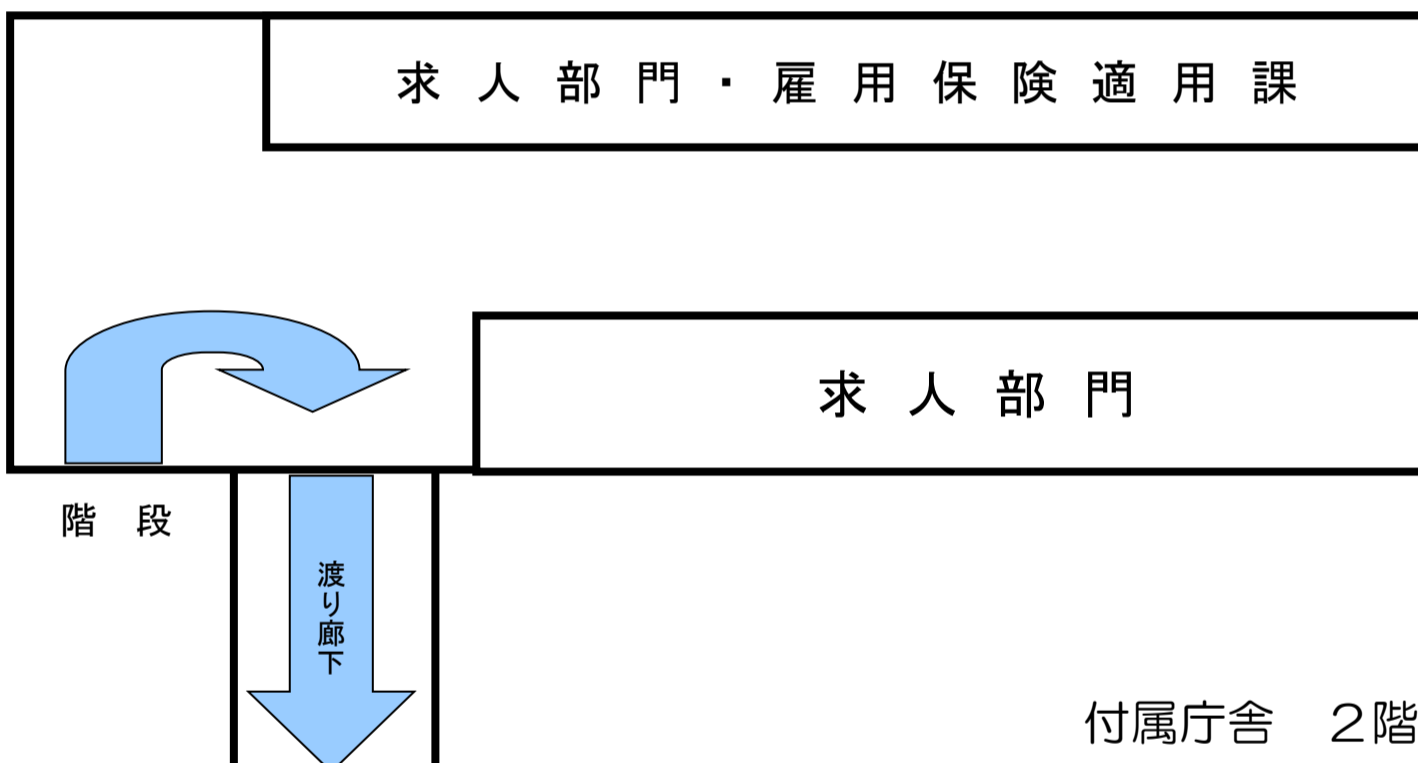 求人部門・雇用保険適用課
求人部門
階段
渡り廊下
付属庁舎　２階